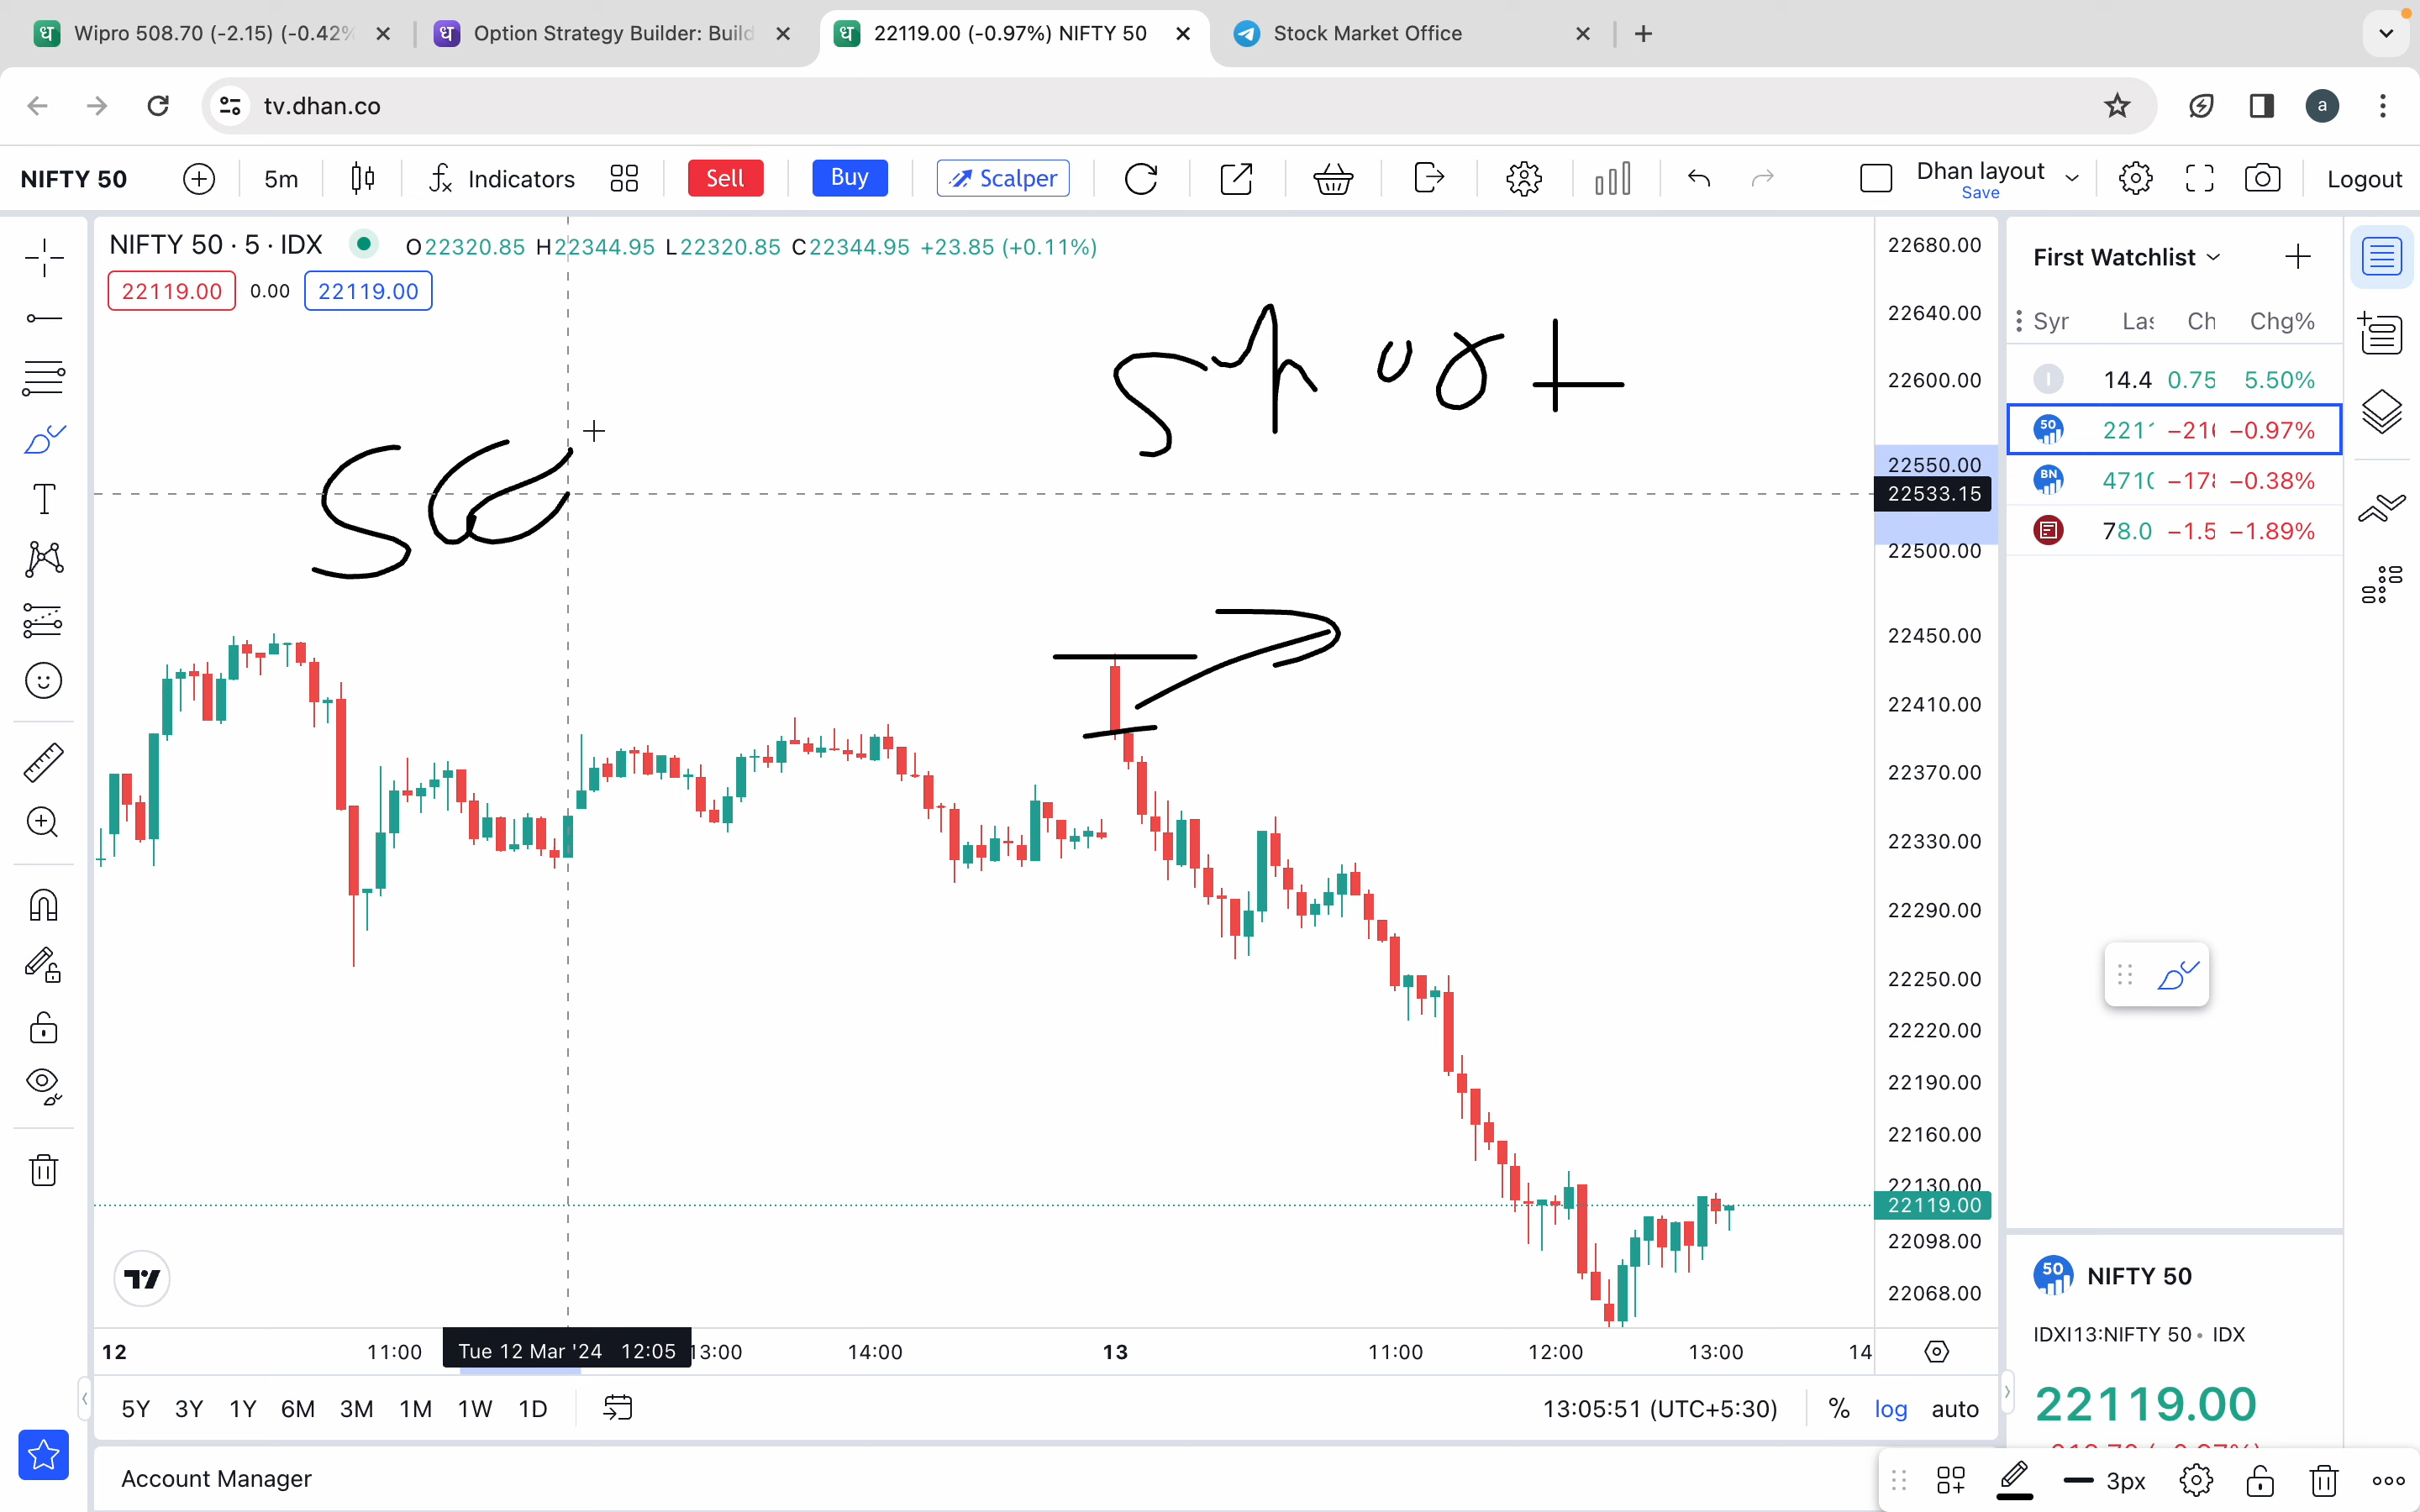 Wipro 508.70 (-2.15) (-0.42%
Option Strategy Builder: Build
22119.00 (-0.97%) NIFTY 50
Stock Market Office
tv.dhan.co
a
NIFTY 50
5m
Indicators
Sell
Buy
Scalper
Dhan layout
Save
Logout
NIFTY 50 · 5 · IDX
O22320.85 H22344.95 L22320.85 C22344.95 +23.85 (+0.11%)
22119.00 0.00 22119.00
short
22680.00
22640.00
22600.00
22550.00
22533.15
22500.00
22450.00
22410.00
22370.00
22330.00
22290.00
22250.00
22220.00
22190.00
22160.00
22130.00
22119.00
22098.00
22068.00
12
11:00
Tue 12 Mar '24 12:05
13:00
14:00
13
11:00
12:00
13:00
14
5Y 3Y 1Y 6M 3M 1M 1W 1D
13:05:51 (UTC+5:30)
% log auto
Account Manager
First Watchlist
Syr Las Ch Chg%
14.4 0.75 5.50%
50 2211 −216 −0.97%
BN 4710 −178 −0.38%
78.0 −1.5 −1.89%
50 NIFTY 50
IDXI13:NIFTY 50 • IDX
22119.00
3px